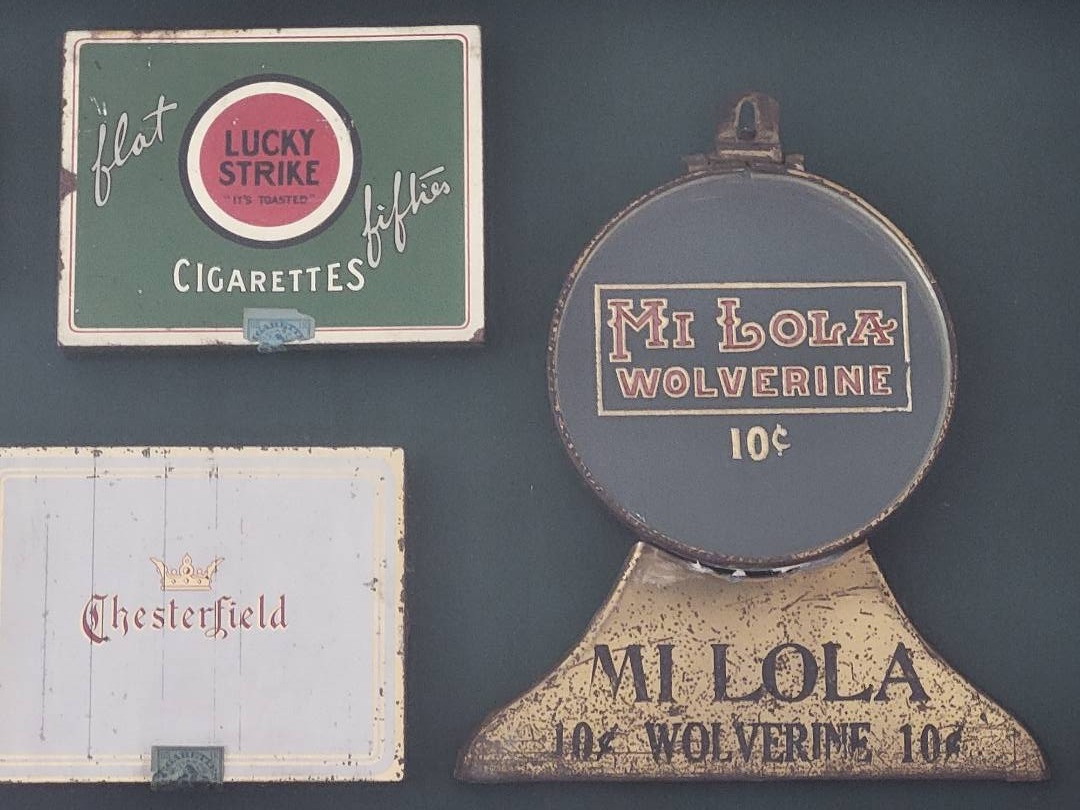 flat
LUCKY
STRIKE
"IT'S TOASTED"
fifties
CIGARETTES
MI LOLA
WOLVERINE
10¢
Chesterfield
MI LOLA
10¢ WOLVERINE 10¢